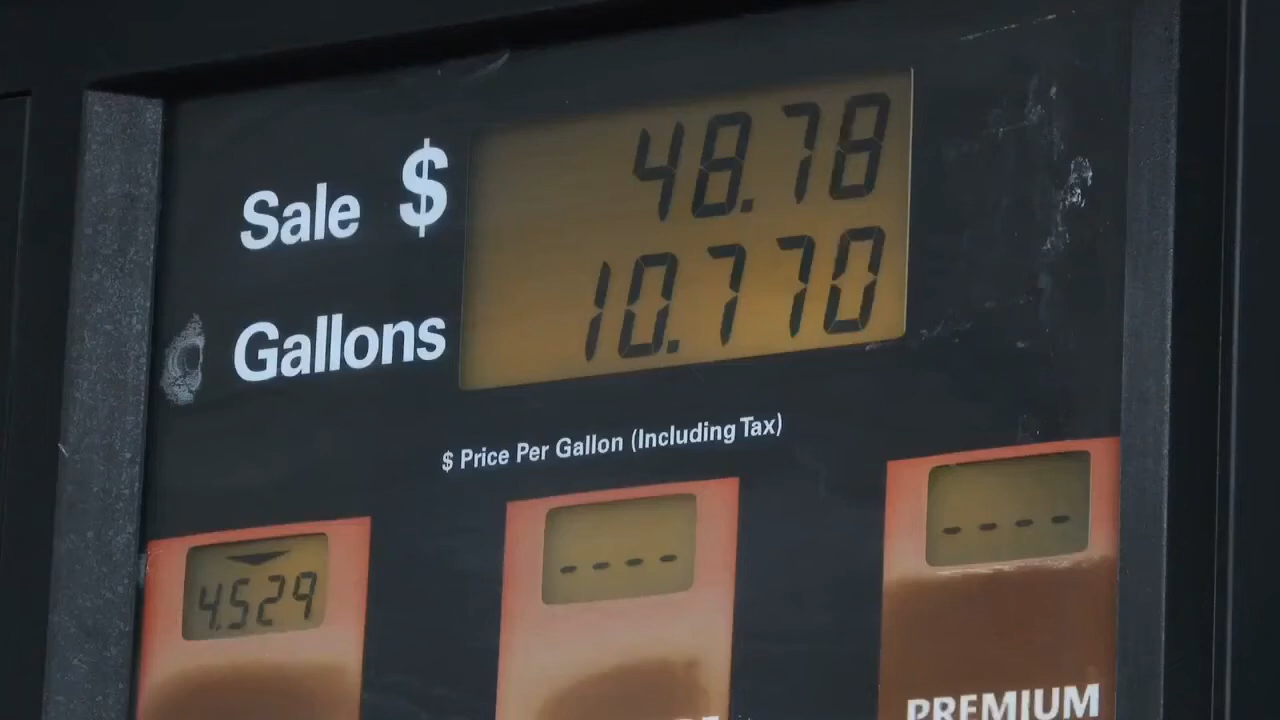 Sale $ 48.78
Gallons 10.770
$ Price Per Gallon (Including Tax)
4.529 ---- ----
PREMIUM